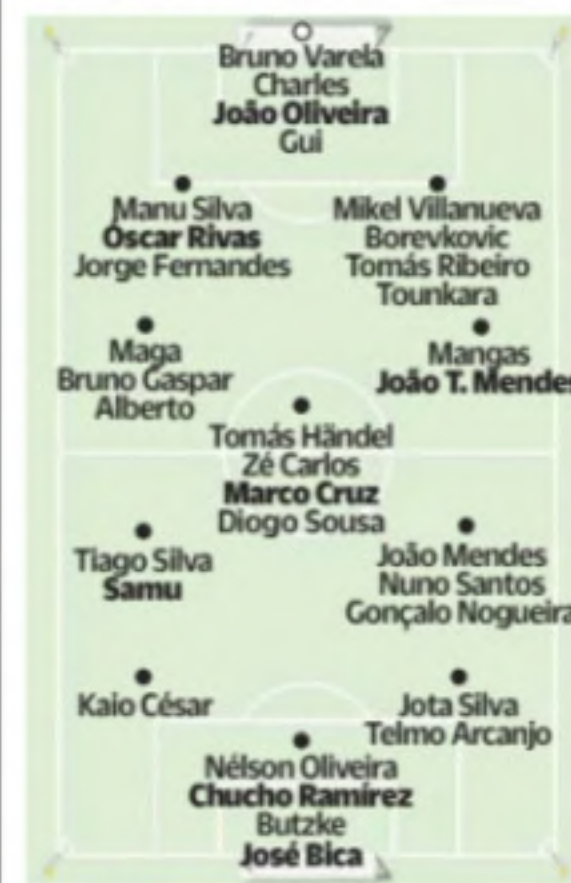 Bruno Varela
Charles
João Oliveira
Gui
Manu Silva
Óscar Rivas
Jorge Fernandes
Mikel Villanueva
Borevkovic
Tomás Ribeiro
Tounkara
Maga
Bruno Gaspar
Alberto
Mangas
João T. Mendes
Tomás Händel
Zé Carlos
Marco Cruz
Diogo Sousa
Tiago Silva
Samu
João Mendes
Nuno Santos
Gonçalo Nogueira
Kaio César
Jota Silva
Telmo Arcanjo
Nélson Oliveira
Chucho Ramírez
Butzke
José Bica